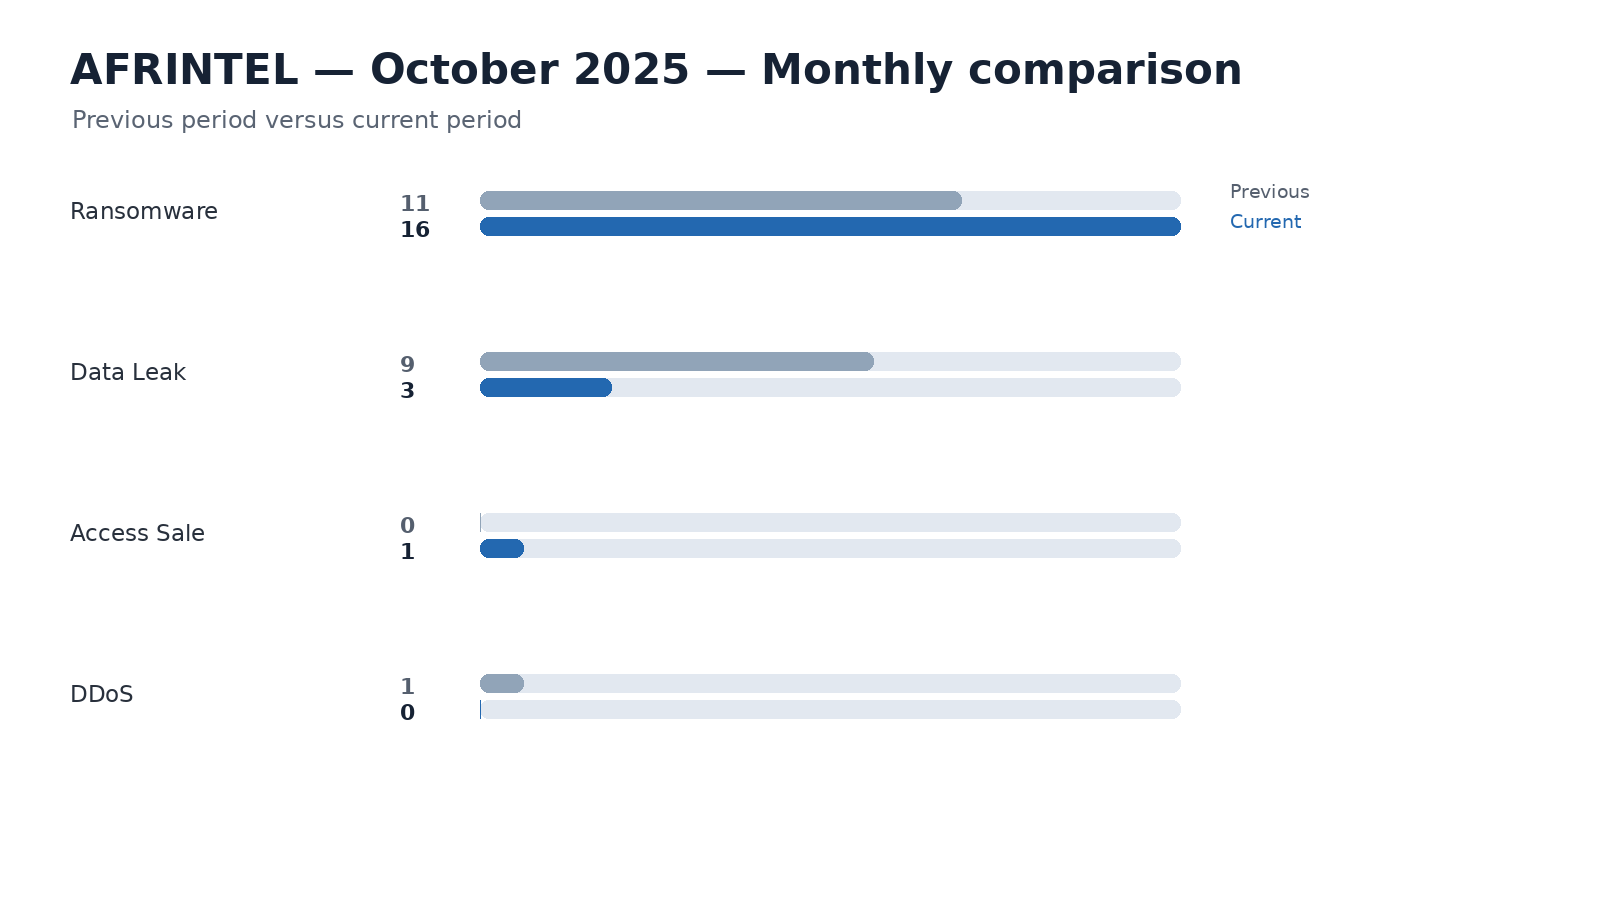 AFRINTEL — October 2025 — Monthly comparison
Previous period versus current period
Ransomware
11
16
Previous
Current
Data Leak
9
3
Access Sale
0
1
DDoS
1
0